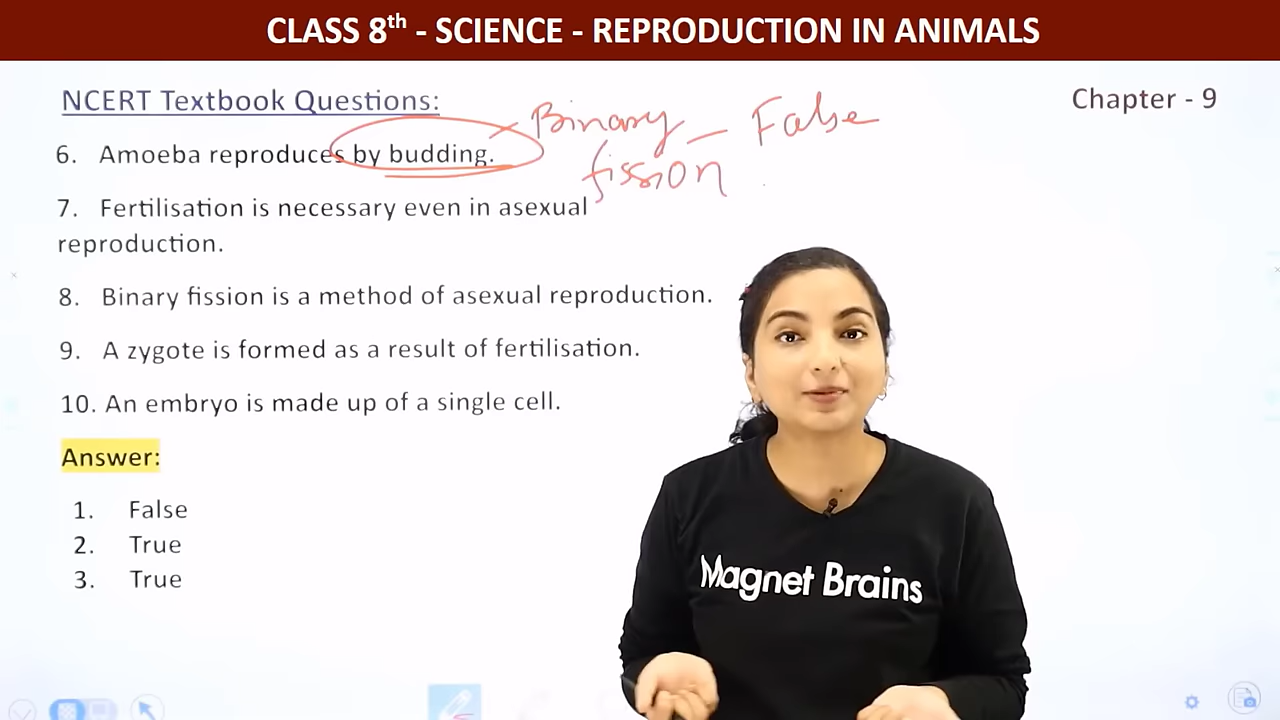 CLASS 8th - SCIENCE - REPRODUCTION IN ANIMALS
NCERT Textbook Questions:
Chapter - 9
6. Amoeba reproduces by budding.
Binary fission - False
7. Fertilisation is necessary even in asexual
reproduction.
8. Binary fission is a method of asexual reproduction.
9. A zygote is formed as a result of fertilisation.
10. An embryo is made up of a single cell.
Answer:
1. False
2. True
3. True
Magnet Brains